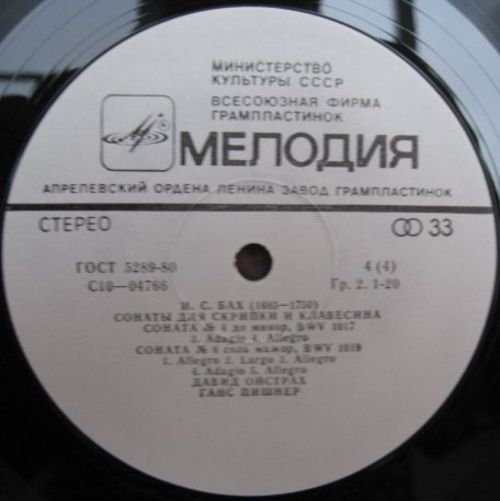 МИНИСТЕРСТВО
КУЛЬТУРЫ СССР
ВСЕСОЮЗНАЯ ФИРМА
ГРАМПЛАСТИНОК
МЕЛОДИЯ
АПРЕЛЕВСКИЙ ОРДЕНА ЛЕНИНА ЗАВОД ГРАМПЛАСТИНОК
СТЕРЕО 33
ГОСТ 5289-80 4 (4)
С10—04766 Гр. 2. 1-20
И. С. БАХ (1685—1750)
СОНАТЫ ДЛЯ СКРИПКИ И КЛАВЕСИНА
СОНАТА № 4 до минор, BWV 1017
3. Adagio 4. Allegro
СОНАТА № 6 соль мажор, BWV 1019
1. Allegro 2. Largo 3. Allegro
4. Adagio 5. Allegro
ДАВИД ОЙСТРАХ
ГАНС ПИШНЕР